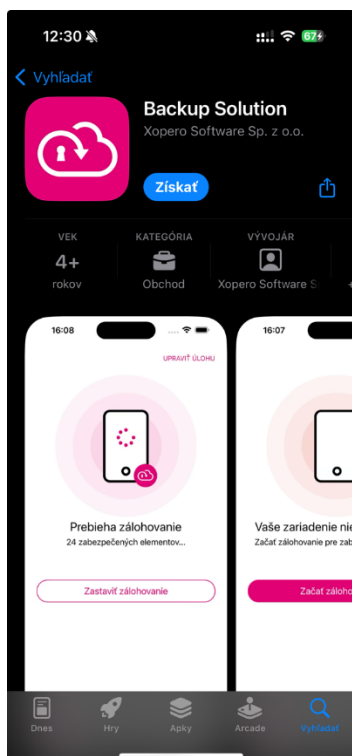 12:30
67
Vyhľadať
Backup Solution
Xopero Software Sp. z o.o.
Získať
VEK
KATEGÓRIA
VÝVOJÁR
4+
rokov
Obchod
Xopero Software S
16:08
UPRAVIŤ ÚLOHU
Prebieha zálohovanie
24 zabezpečených elementov...
Zastaviť zálohovanie
16:07
Vaše zariadenie nie
Začať zálohovanie pre zab
Začať záloho
Dnes
Hry
Apky
Arcade
Vyhľadať